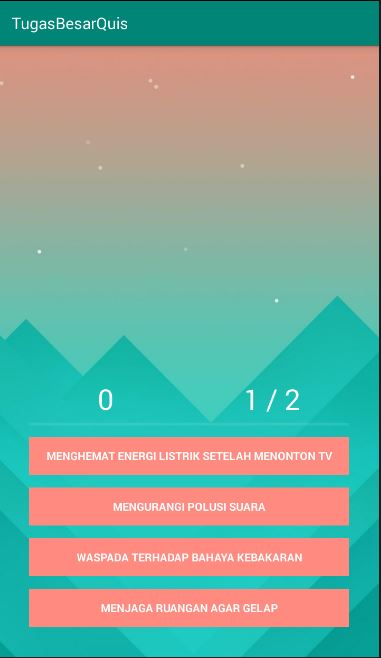 TugasBesarQuis
0
1 / 2
MENGHEMAT ENERGI LISTRIK SETELAH MENONTON TV
MENGURANGI POLUSI SUARA
WASPADA TERHADAP BAHAYA KEBAKARAN
MENJAGA RUANGAN AGAR GELAP